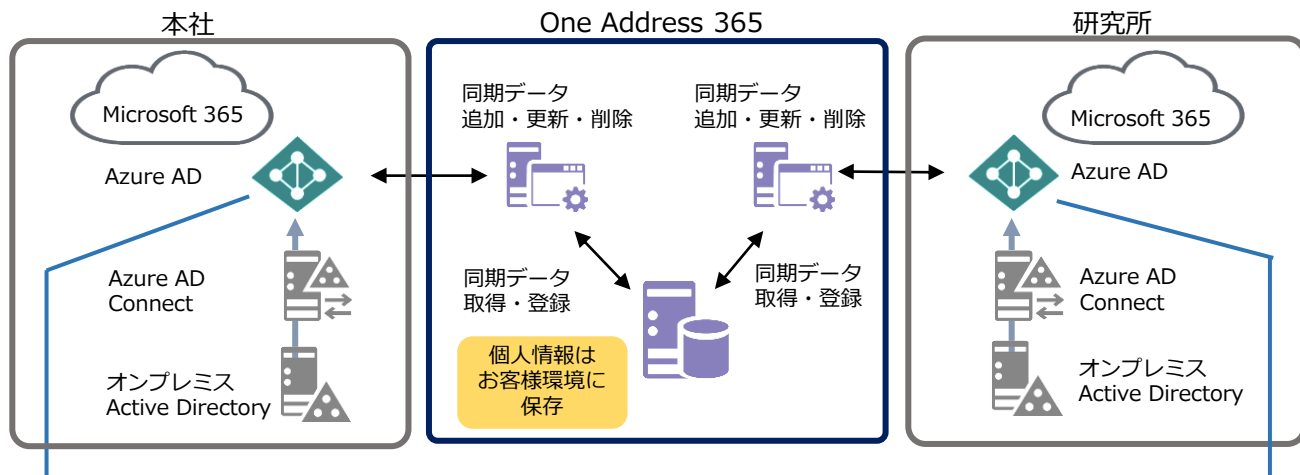 本社
Microsoft 365
Azure AD
Azure AD
Connect
オンプレミス
Active Directory
One Address 365
同期データ
追加・更新・削除
同期データ
追加・更新・削除
同期データ
取得・登録
同期データ
取得・登録
個人情報は
お客様環境に
保存
研究所
Microsoft 365
Azure AD
Azure AD
Connect
オンプレミス
Active Directory